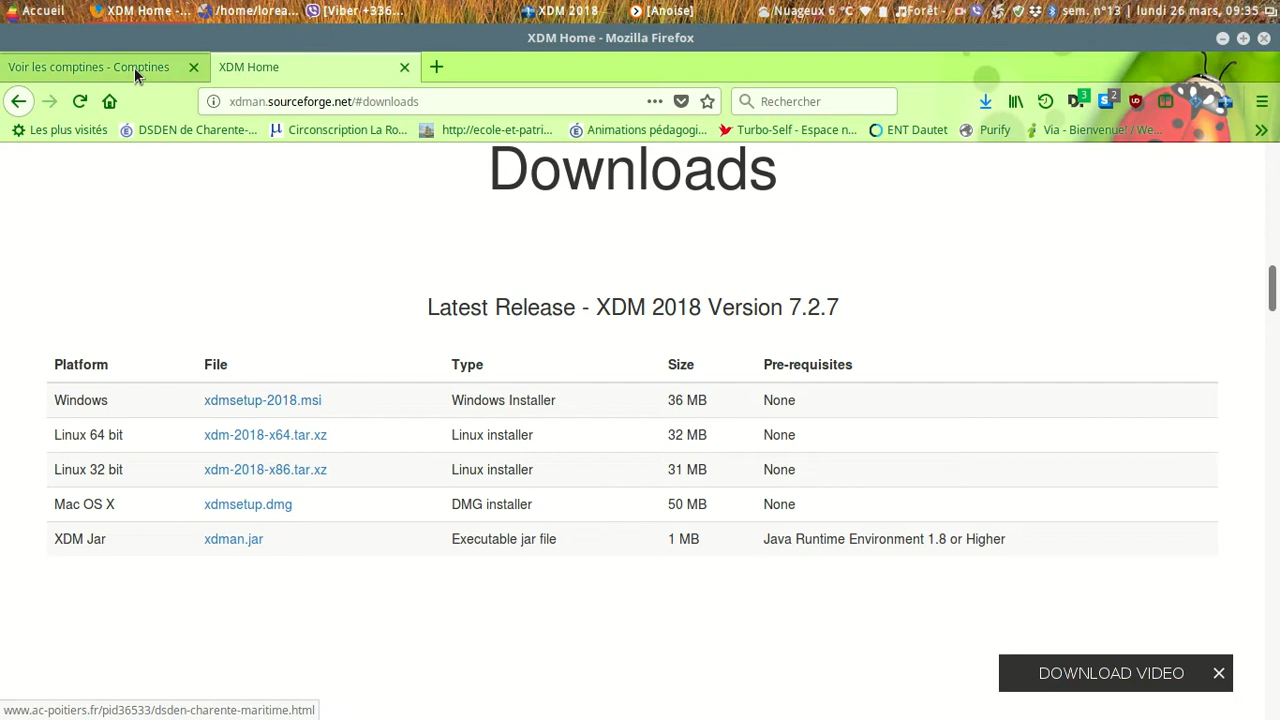 Accueil XDM Home -... /home/lorea... [Viber +336... XDM 2018 [Anoise] Nuageux 6 °C Forêt - sem. n°13 | lundi 26 mars, 09:35
XDM Home - Mozilla Firefox
Voir les comptines - Comptines XDM Home
xdman.sourceforge.net/#downloads Rechercher 3 2
Les plus visités DSDEN de Charente-... Circonscription La Ro... http://ecole-et-patri... Animations pédagogi... Turbo-Self - Espace n... ENT Dautet Purify Via - Bienvenue! / We...
Downloads
Latest Release - XDM 2018 Version 7.2.7
Platform File Type Size Pre-requisites
Windows xdmsetup-2018.msi Windows Installer 36 MB None
Linux 64 bit xdm-2018-x64.tar.xz Linux installer 32 MB None
Linux 32 bit xdm-2018-x86.tar.xz Linux installer 31 MB None
Mac OS X xdmsetup.dmg DMG installer 50 MB None
XDM Jar xdman.jar Executable jar file 1 MB Java Runtime Environment 1.8 or Higher
DOWNLOAD VIDEO
www.ac-poitiers.fr/pid36533/dsden-charente-maritime.html